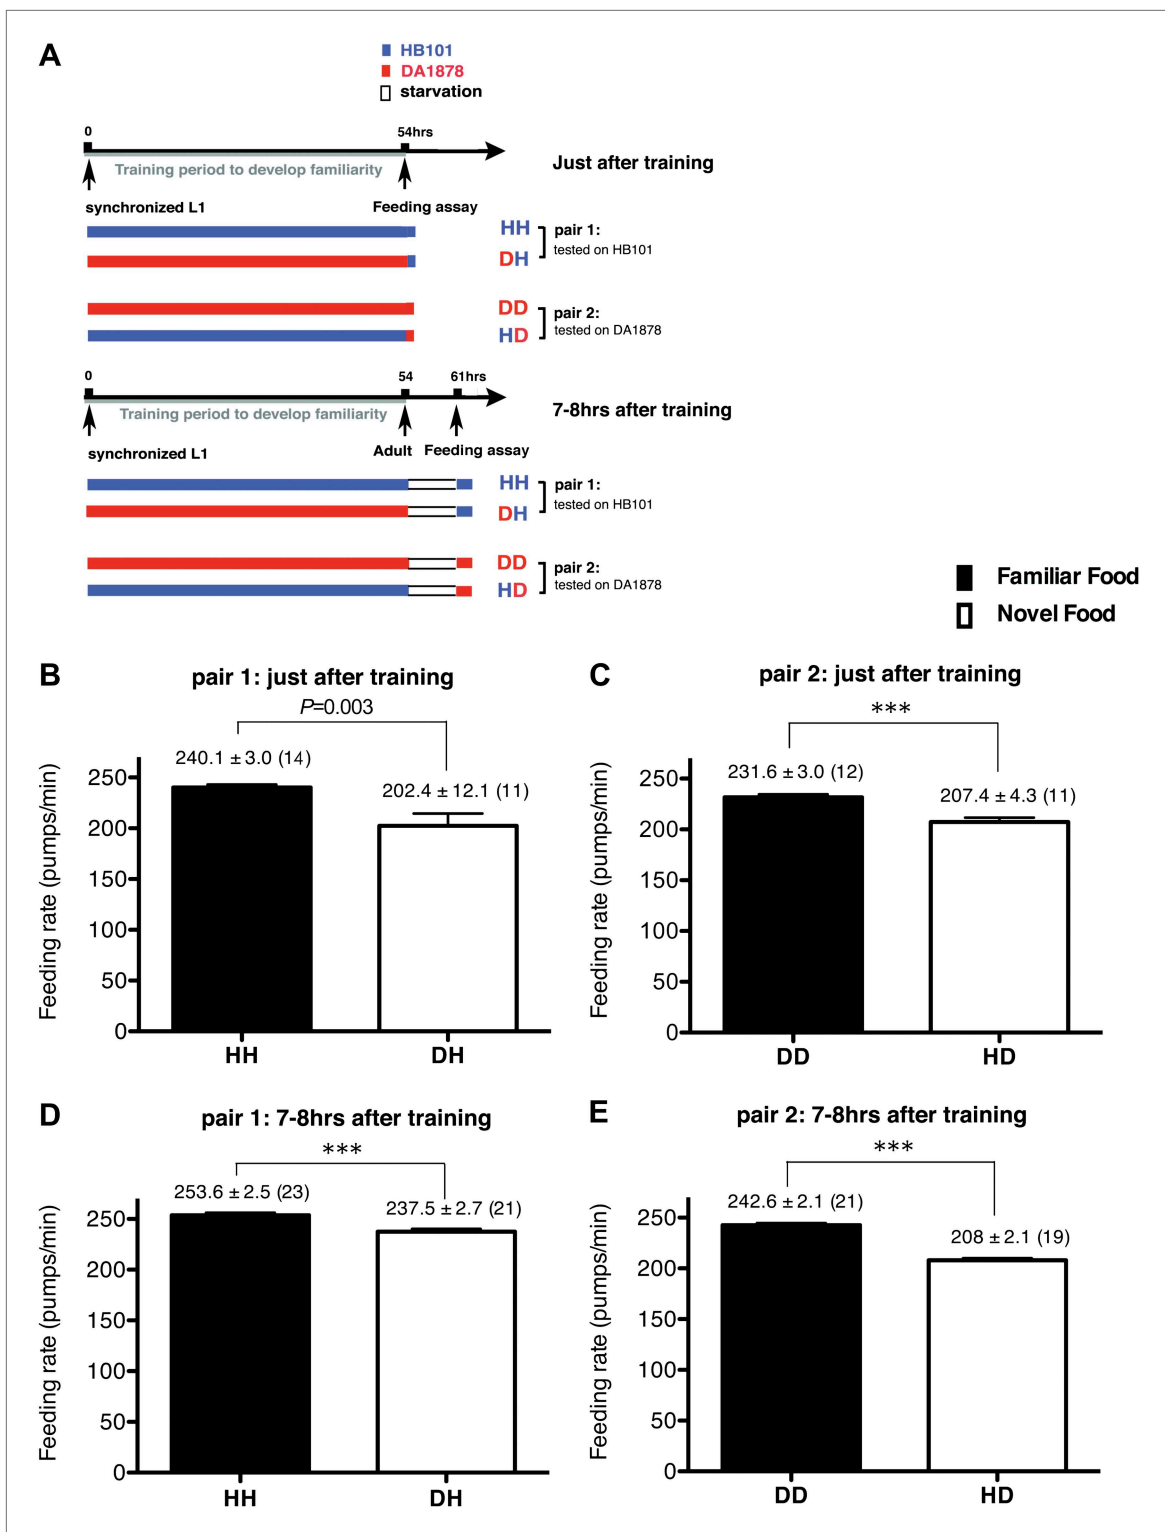 A
HB101
DA1878
starvation
0 54hrs
Training period to develop familiarity
Just after training
synchronized L1 Feeding assay
HH pair 1:
tested on HB101
DH
DD pair 2:
tested on DA1878
HD
0 54 61hrs
Training period to develop familiarity
7-8hrs after training
synchronized L1 Adult Feeding assay
HH pair 1:
tested on HB101
DH
DD pair 2:
tested on DA1878
HD
Familiar Food
Novel Food
B
pair 1: just after training
P=0.003
240.1 ± 3.0 (14)
202.4 ± 12.1 (11)
Feeding rate (pumps/min)
250
200
150
100
50
0
HH DH
C
pair 2: just after training
***
231.6 ± 3.0 (12)
207.4 ± 4.3 (11)
Feeding rate (pumps/min)
250
200
150
100
50
0
DD HD
D
pair 1: 7-8hrs after training
***
253.6 ± 2.5 (23)
237.5 ± 2.7 (21)
Feeding rate (pumps/min)
250
200
150
100
50
0
HH DH
E
pair 2: 7-8hrs after training
***
242.6 ± 2.1 (21)
208 ± 2.1 (19)
Feeding rate (pumps/min)
250
200
150
100
50
0
DD HD